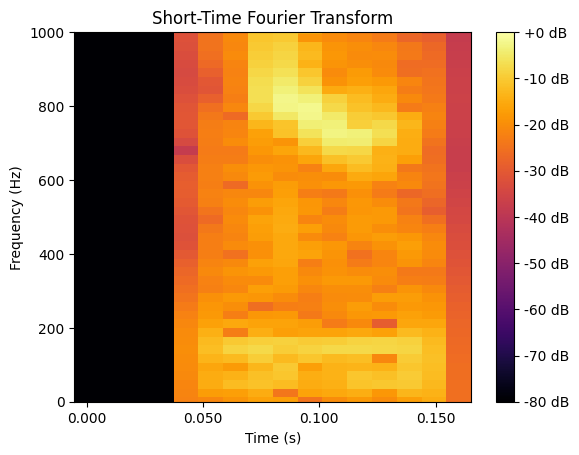 Short-Time Fourier Transform
1000
800
600
400
200
0
Frequency (Hz)
0.000
0.050
0.100
0.150
Time (s)
+0 dB
-10 dB
-20 dB
-30 dB
-40 dB
-50 dB
-60 dB
-70 dB
-80 dB